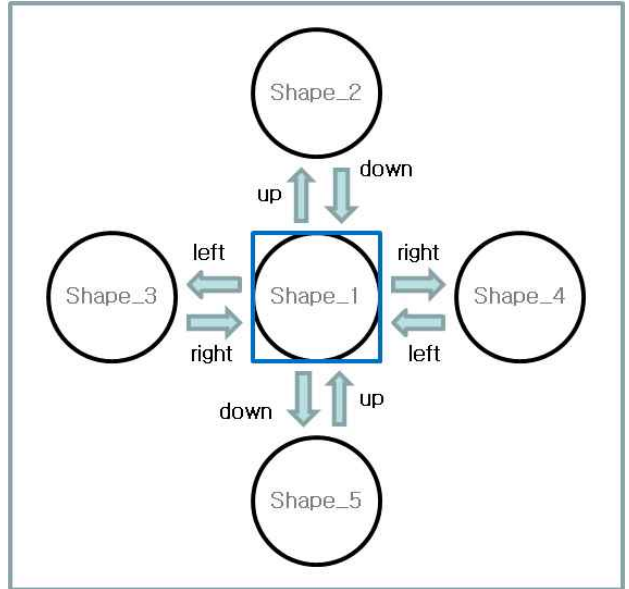 Shape_2
down
up
left
right
Shape_3
Shape_1
Shape_4
right
left
down
up
Shape_5